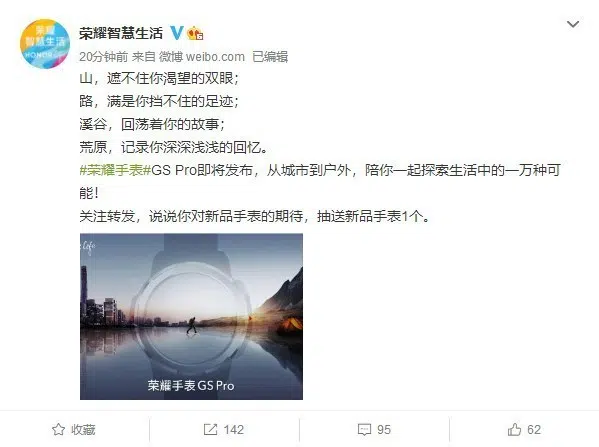 荣耀智慧生活
荣耀
智慧生活
HONOR
20分钟前 来自 微博 weibo.com 已编辑
山，遮不住你渴望的双眼；
路，满是你挡不住的足迹；
溪谷，回荡着你的故事；
荒原，记录你深深浅浅的回忆。
#荣耀手表#GS Pro即将发布，从城市到户外，陪你一起探索生活中的一万种可
能！
关注转发，说说你对新品手表的期待，抽送新品手表1个。
life
荣耀手表 GS Pro
收藏
142
95
62